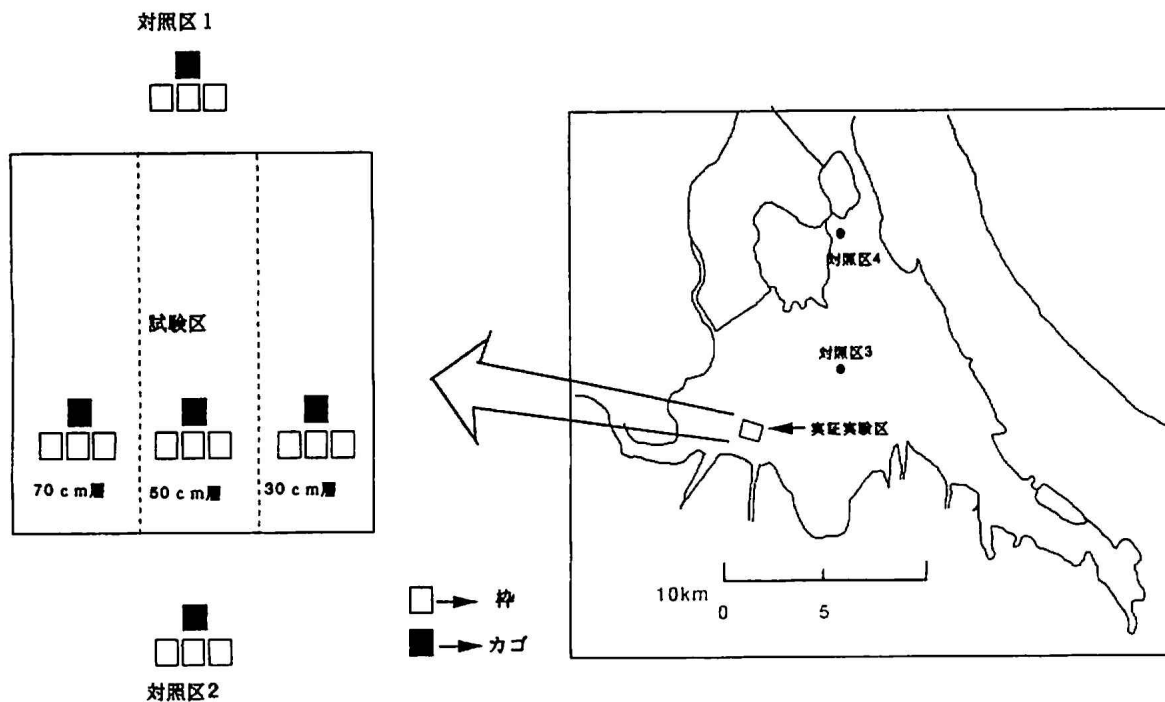 対照区1
試験区
70cm層
50cm層
30cm層
対照区2
枠
カゴ
対照区4
対照区3
実証実験区
10km
0
5